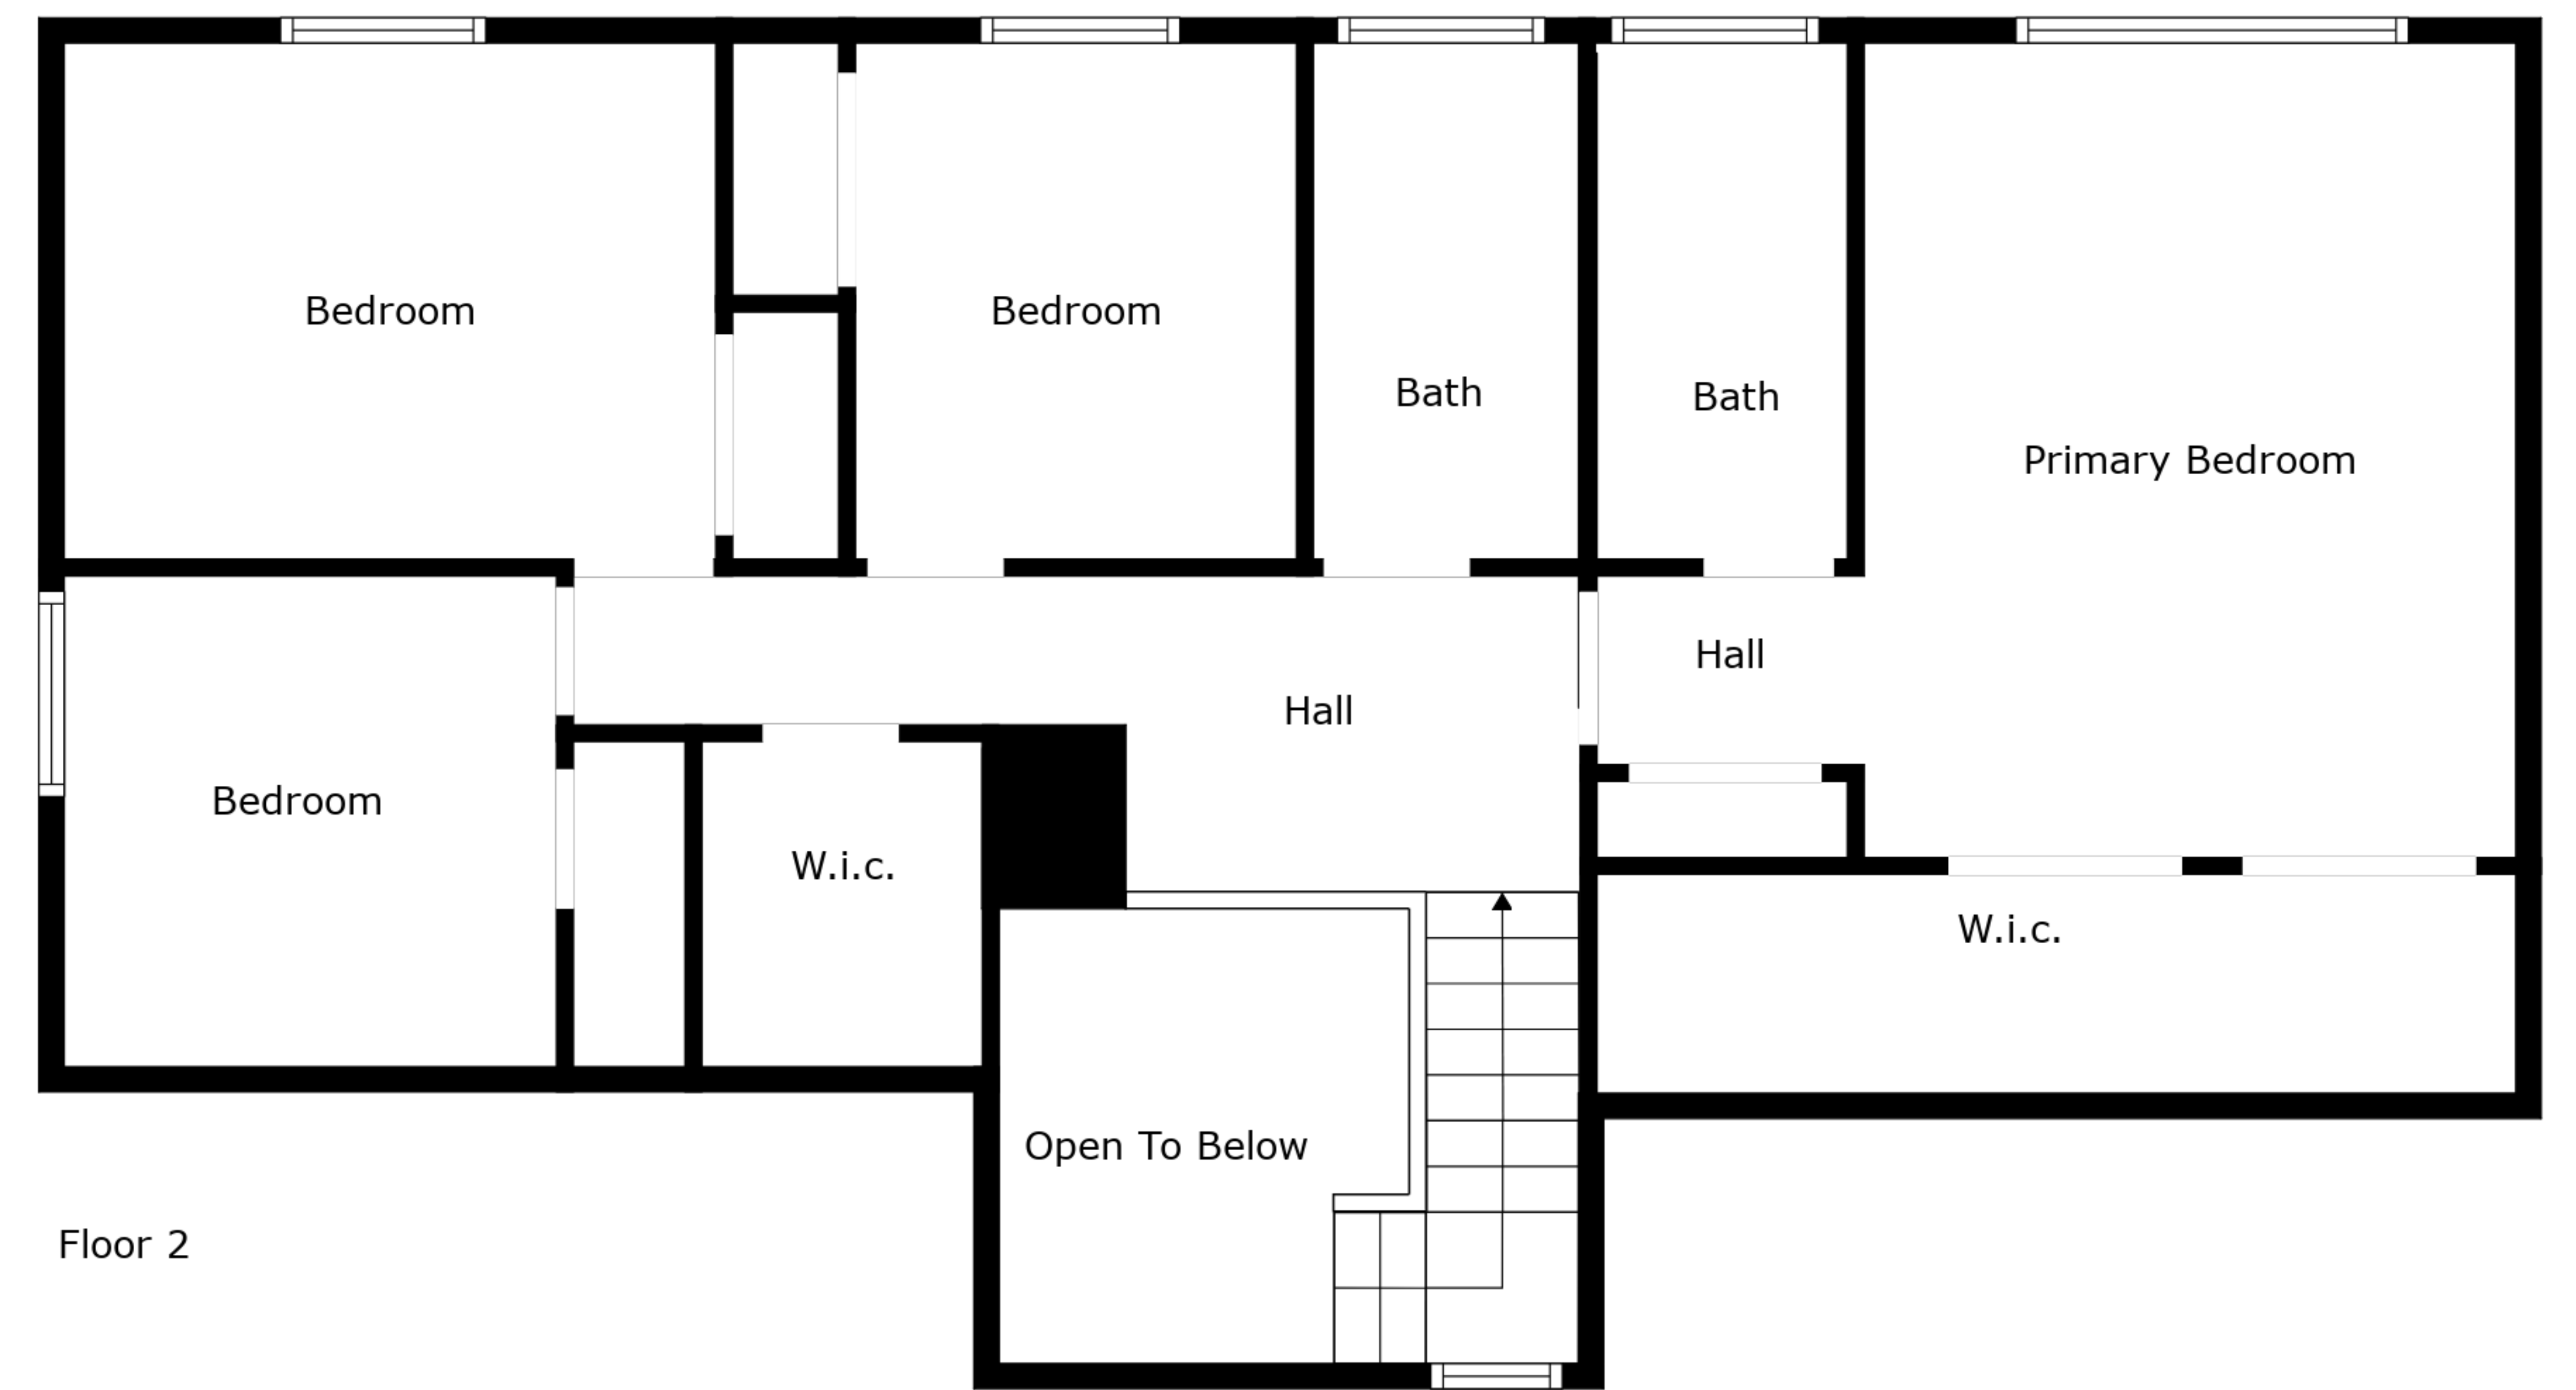 Bedroom
Bedroom
Bath
Bath
Primary Bedroom
Hall
Hall
Bedroom
W.i.c.
W.i.c.
Open To Below
Floor 2